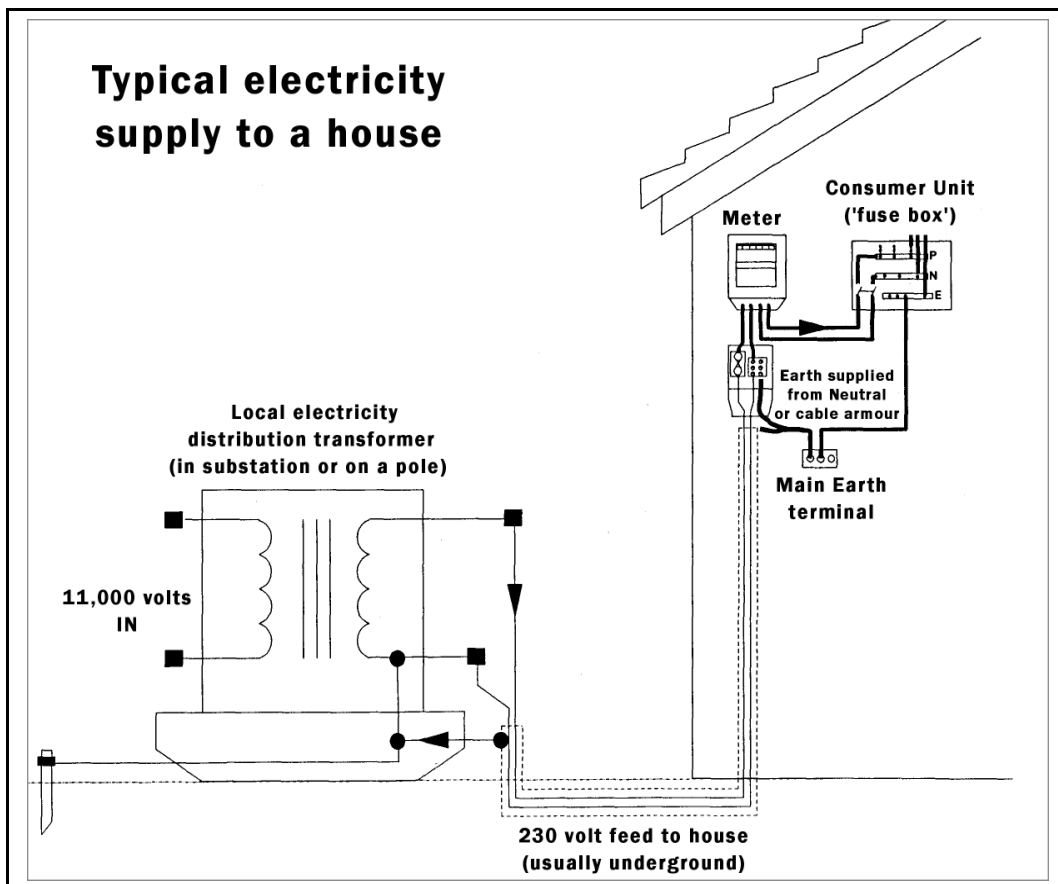 Typical electricity
supply to a house
Consumer Unit
('fuse box')
Meter
P
N
E
Earth supplied
from Neutral
or cable armour
Local electricity
distribution transformer
(in substation or on a pole)
Main Earth
terminal
11,000 volts
IN
230 volt feed to house
(usually underground)